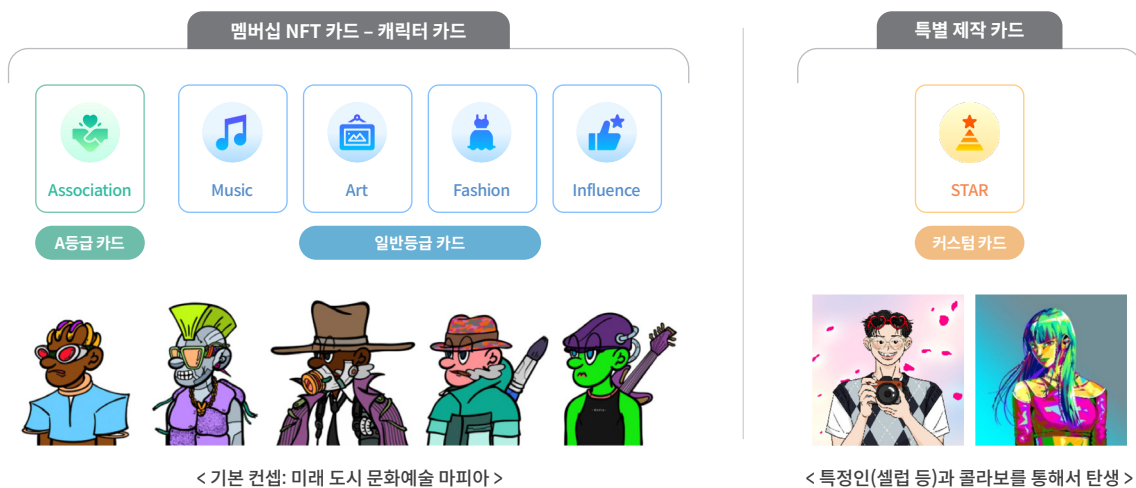 멤버십 NFT 카드 – 캐릭터 카드
특별 제작 카드
Association
Music
Art
Fashion
Influence
STAR
A등급 카드
일반등급 카드
커스텀 카드
< 기본 컨셉: 미래 도시 문화예술 마피아 >
< 특정인(셀럽 등)과 콜라보를 통해서 탄생 >